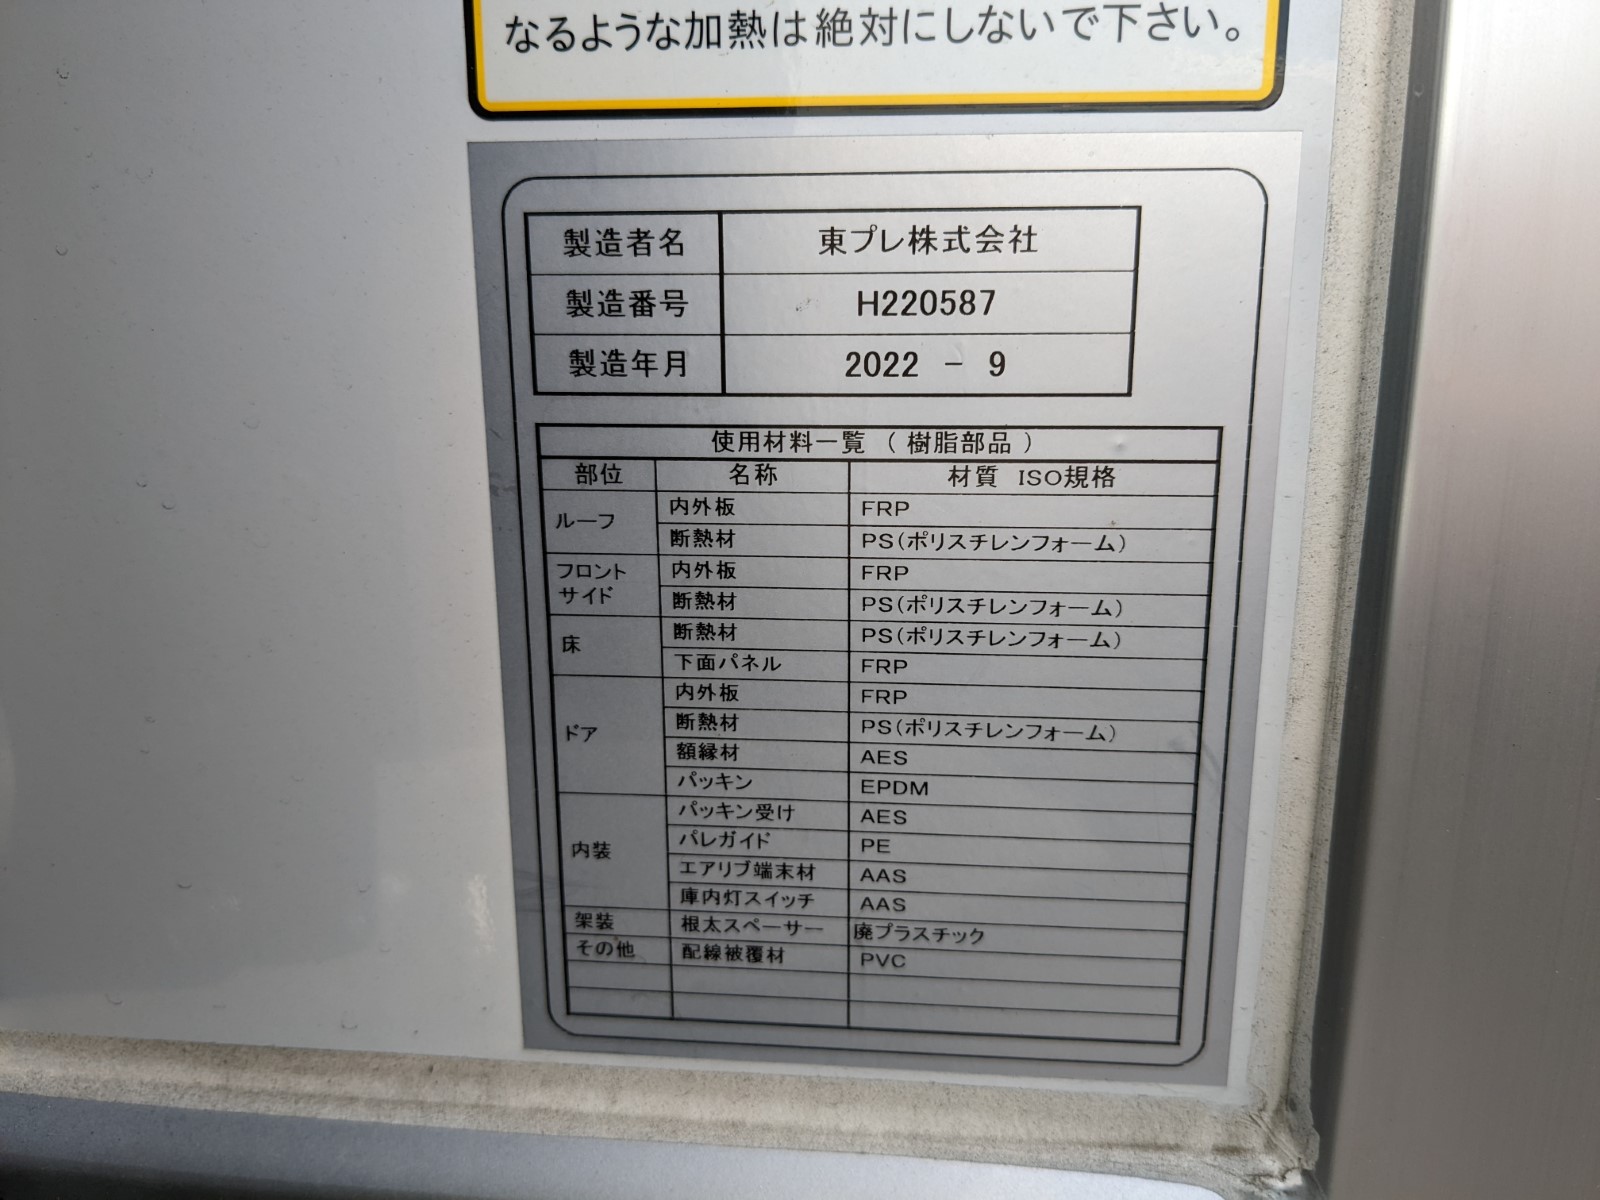 なるような加熱は絶対にしないで下さい。
製造者名 東プレ株式会社
製造番号 H220587
製造年月 2022 - 9
使用材料一覧 （ 樹脂部品 ）
部位 名称 材質 ISO規格
ルーフ 内外板 FRP
断熱材 PS(ポリスチレンフォーム)
フロント
サイド 内外板 FRP
断熱材 PS(ポリスチレンフォーム)
床 断熱材 PS(ポリスチレンフォーム)
下面パネル FRP
ドア 内外板 FRP
断熱材 PS(ポリスチレンフォーム)
額縁材 AES
パッキン EPDM
内装 パッキン受け AES
パレガイド PE
エアリブ端末材 AAS
庫内灯スイッチ AAS
架装 根太スペーサー 廃プラスチック
その他 配線被覆材 PVC